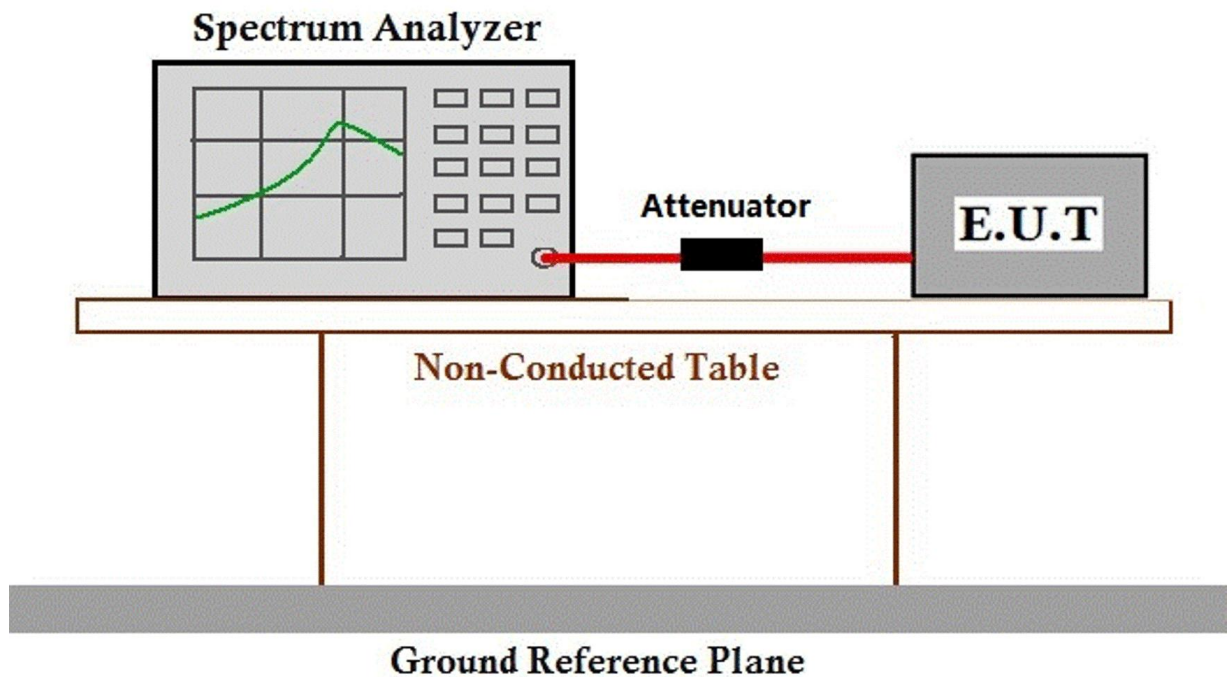 Spectrum Analyzer
Attenuator
E.U.T
Non-Conducted Table
Ground Reference Plane